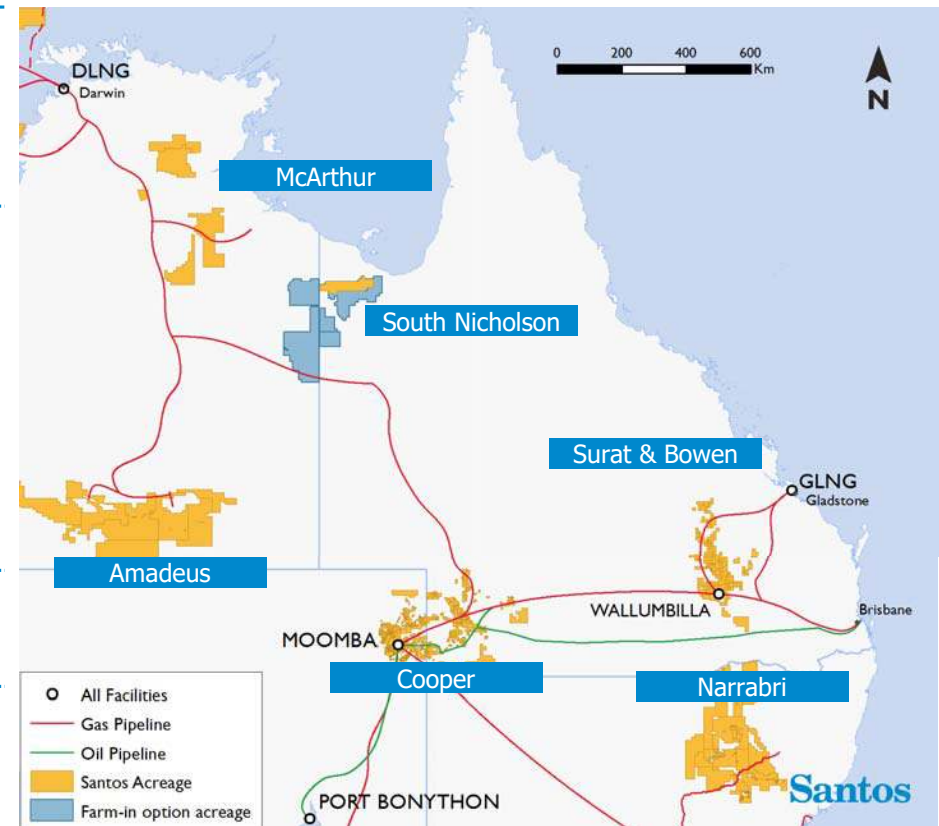 0 200 400 600
Km
N
DLNG
Darwin
McArthur
South Nicholson
Surat & Bowen
GLNG
Gladstone
Amadeus
WALLUMBILLA
Brisbane
MOOMBA
Cooper
Narrabri
All Facilities
Gas Pipeline
Oil Pipeline
Santos Acreage
Farm-in option acreage
PORT BONYTHON
Santos